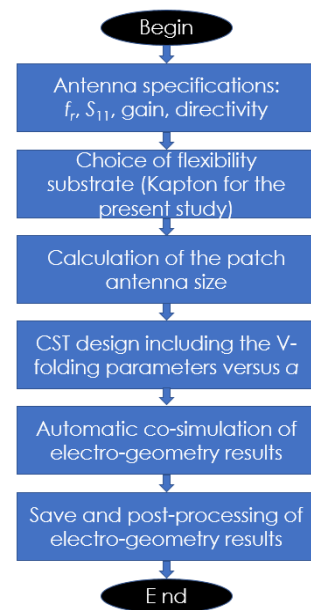 Begin
Antenna specifications:
fr, S11, gain, directivity
Choice of flexibility
substrate (Kapton for the
present study)
Calculation of the patch
antenna size
CST design including the V-
folding parameters versus a
Automatic co-simulation of
electro-geometry results
Save and post-processing of
electro-geometry results
E nd